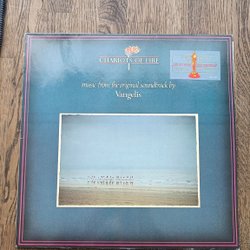 CHARIOTS OF FIRE
music from the original soundtrack by
Vangelis